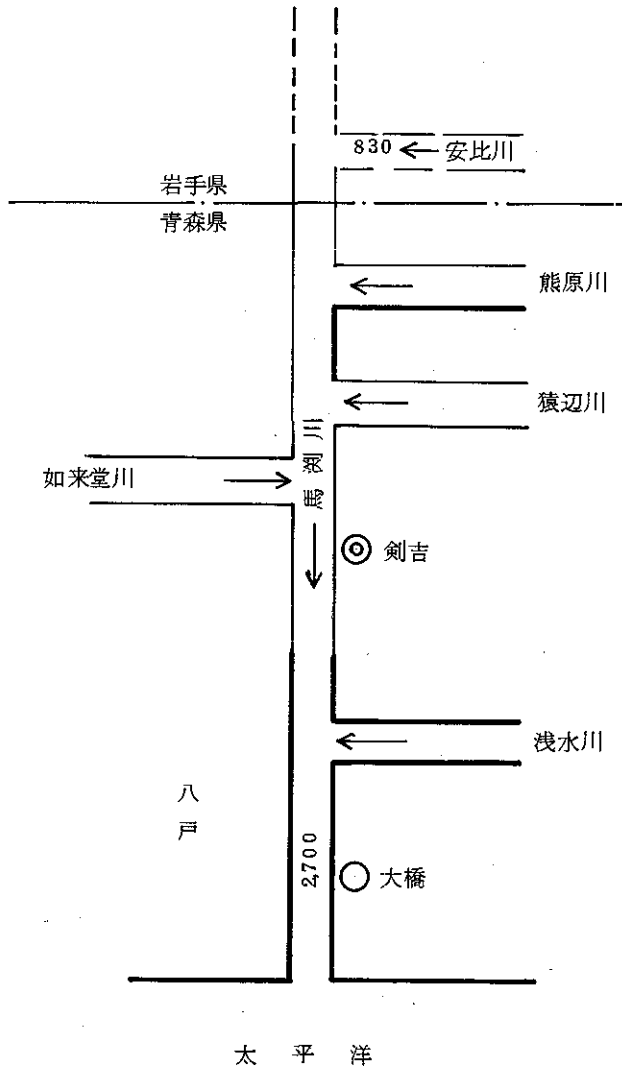 830
安比川
岩手県
青森県
熊原川
猿辺川
馬渕川
如来堂川
剣吉
浅水川
八戸
2,700
大橋
太平洋